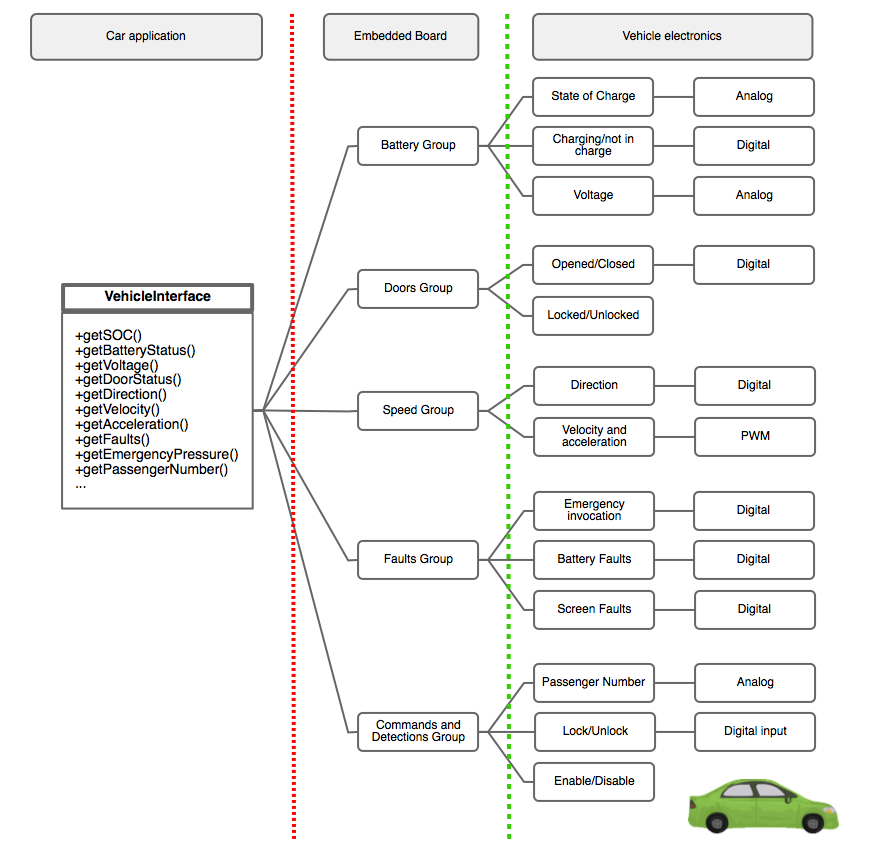 Car application
Embedded Board
Vehicle electronics
State of Charge
Analog
Battery Group
Charging/not in
charge
Digital
Voltage
Analog
Opened/Closed
Digital
Doors Group
Locked/Unlocked
VehicleInterface
+getSOC()
+getBatteryStatus()
+getVoltage()
+getDoorStatus()
+getDirection()
+getVelocity()
+getAcceleration()
+getFaults()
+getEmergencyPressure()
+getPassengerNumber()
...
Direction
Digital
Speed Group
Velocity and
acceleration
PWM
Emergency
invocation
Digital
Faults Group
Battery Faults
Digital
Screen Faults
Digital
Passenger Number
Analog
Commands and
Detections Group
Lock/Unlock
Digital input
Enable/Disable